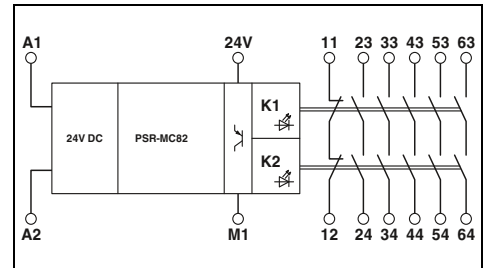 A1 24V 11 23 33 43 53 63
K1
24V DC PSR-MC82
K2
A2 M1 12 24 34 44 54 64